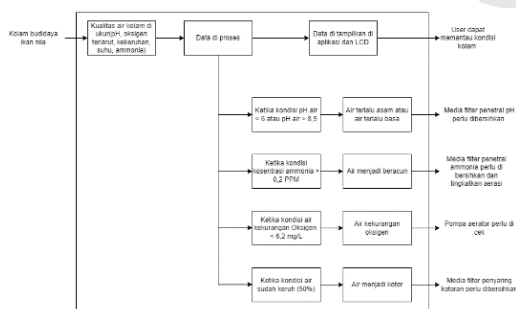 Kolam budidaya
ikan nila
Kualitas air kolam di
ukur(pH, oksigen
terlarut, kekeruhan,
suhu, ammonia)
Data di proses
Data di tampilkan di
aplikasi dan LCD
User dapat
memantau kondisi
kolam
Ketika kondisi pH air
< 6 atau pH air > 8,5
Air terlalu asam atau
air terlalu basa
Media filter penetral pH
perlu dibersihkan
Ketika kondisi
kosentrasi ammonia >
0,2 PPM
Air menjadi beracun
Media filter penetral
ammonia perlu di
bersihkan dan
tingkatkan aerasi
Ketika kondisi air
kekurangan Oksigen
< 6,2 mg/L
Air kekurangan
oksigen
Pompa aerator perlu di
cek
Ketika kondisi air
sudah keruh (50%)
Air menjadi kotor
Media filter penyaring
kotoran perlu dibersihkan